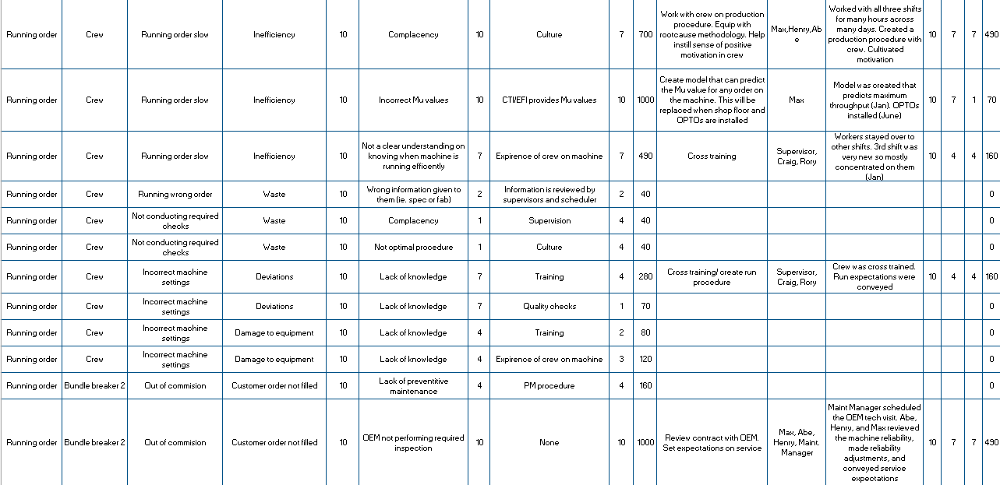 Running order Crew Running order slow Inefficiency 10 Complacency 10 Culture 7 700 Work with crew on production procedure. Equip with rootcause methodology. Help instill sense of positive motivation in crew Max,Henry,Abe Worked with all three shifts for many hours across many days. Created a production procedure with crew. Cultivated motivation 10 7 7 490
Running order Crew Running order slow Inefficiency 10 Incorrect Mu values 10 CTI/EFI provides Mu values 10 1000 Create model that can predict the Mu value for any order on the machine. This will be replaced when shop floor and OPTOs are installed Max Model was created that predicts maximum throughput (Jan). OPTOs installed (June) 10 7 1 70
Running order Crew Running order slow Inefficiency 10 Not a clear understanding on knowing when machine is running efficently 7 Expirence of crew on machine 7 490 Cross training Supervisor, Craig, Rory Workers stayed over to other shifts. 3rd shift was very new so mostly concentrated on them (Jan) 10 4 4 160
Running order Crew Running wrong order Waste 10 Wrong information given to them (ie. spec or fab) 2 Information is reviewed by supervisors and scheduler 2 40 0
Running order Crew Not conducting required checks Waste 10 Complacency 1 Supervision 4 40 0
Running order Crew Not conducting required checks Waste 10 Not optimal procedure 1 Culture 4 40 0
Running order Crew Incorrect machine settings Deviations 10 Lack of knowledge 7 Training 4 280 Cross training/ create run procedure Supervisor, Craig, Rory Crew was cross trained. Run expectations were conveyed 10 4 4 160
Running order Crew Incorrect machine settings Deviations 10 Lack of knowledge 7 Quality checks 1 70 0
Running order Crew Incorrect machine settings Damage to equipment 10 Lack of knowledge 4 Training 2 80 0
Running order Crew Incorrect machine settings Damage to equipment 10 Lack of knowledge 4 Expirence of crew on machine 3 120 0
Running order Bundle breaker 2 Out of commision Customer order not filled 10 Lack of preventitive maintenance 4 PM procedure 4 160 0
Running order Bundle breaker 2 Out of commision Customer order not filled 10 OEM not performing required inspection 10 None 10 1000 Review contract with OEM. Set expectations on service Max, Abe, Henry, Maint. Manager Maint Manager scheduled the OEM tech visit. Abe, Henry, and Max reviewed the machine reliability, made reliability adjustments, and conveyed service expectations 10 7 7 490